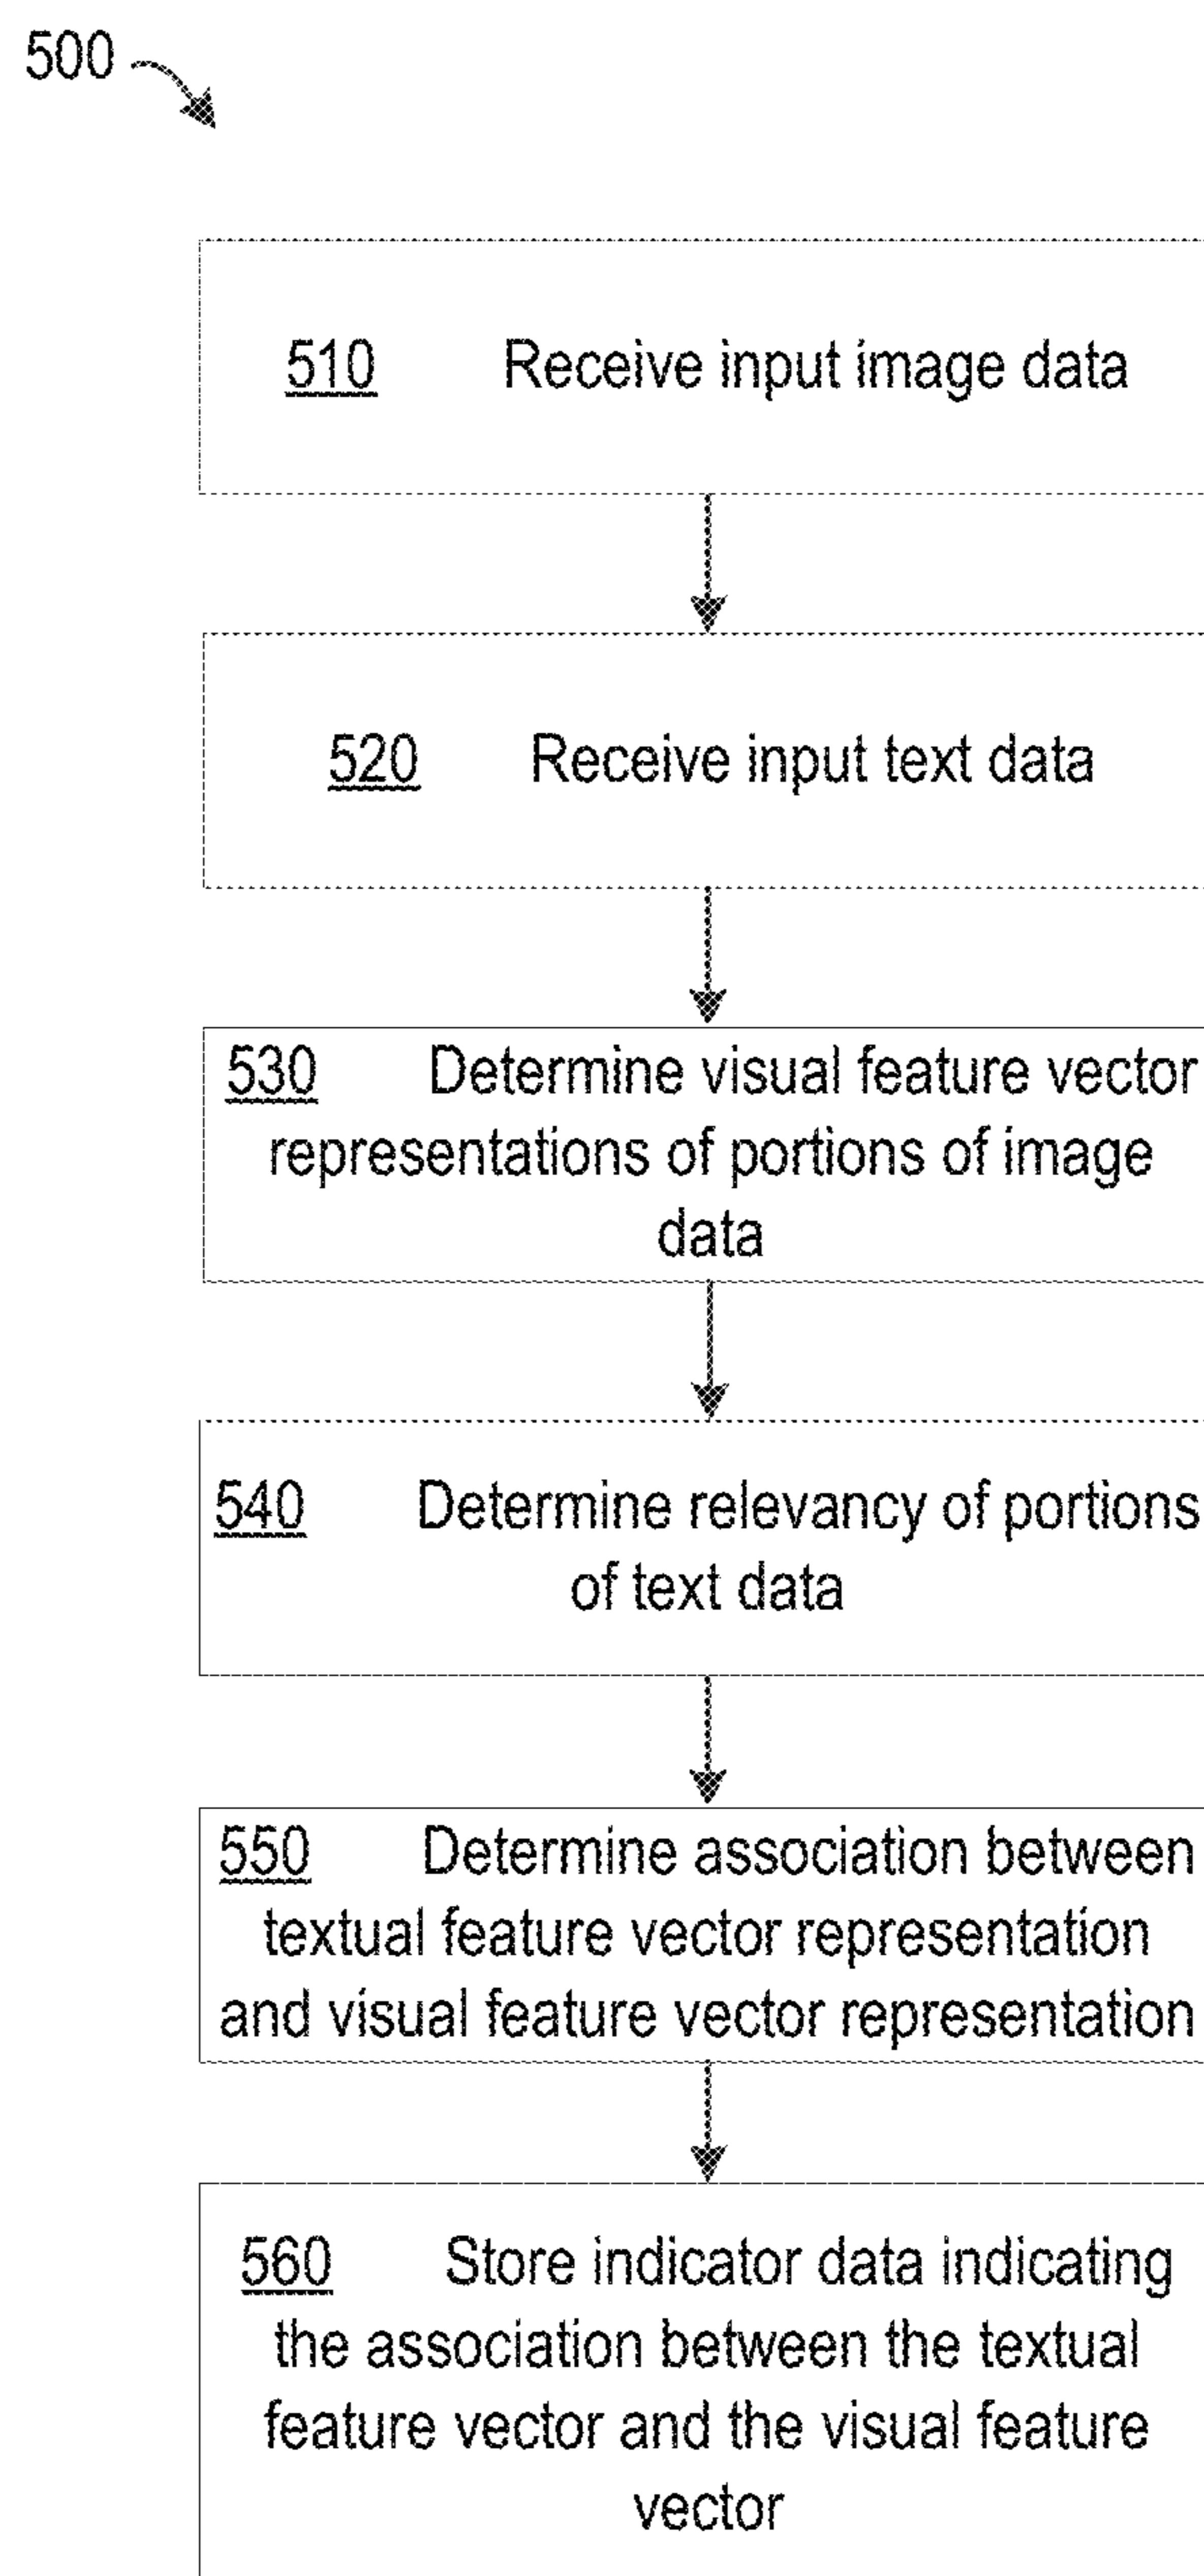 500
510 Receive input image data
520 Receive input text data
530 Determine visual feature vector
representations of portions of image
data
540 Determine relevancy of portions
of text data
550 Determine association between
textual feature vector representation
and visual feature vector representation
560 Store indicator data indicating
the association between the textual
feature vector and the visual feature
vector